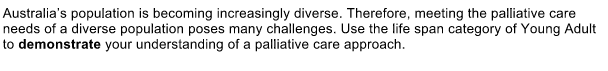 Australia’s population is becoming increasingly diverse. Therefore, meeting the palliative care
needs of a diverse population poses many challenges. Use the life span category of Young Adult
to demonstrate your understanding of a palliative care approach.